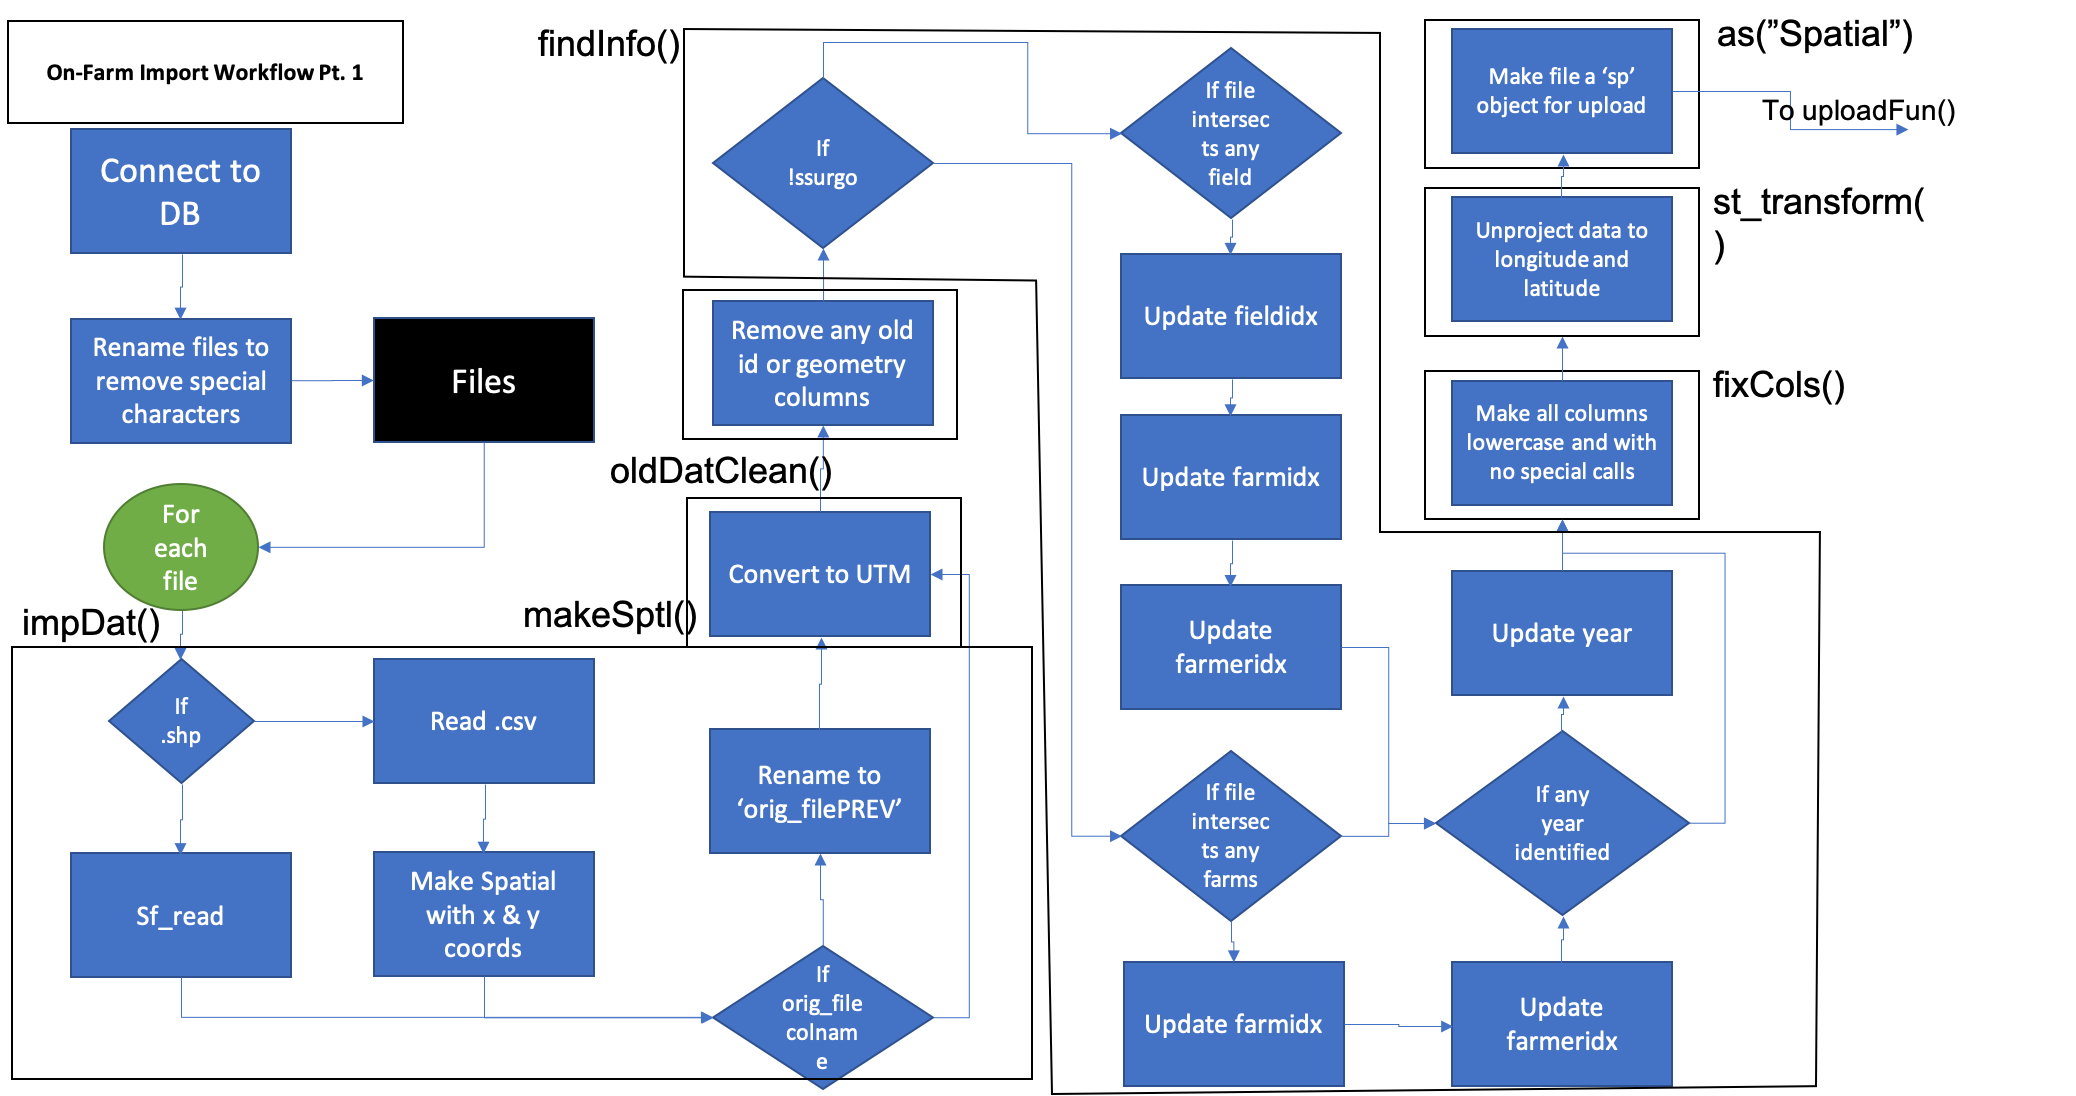 On-Farm Import Workflow Pt. 1
Connect to
DB
Rename files to
remove special
characters
Files
For
each
file
impDat()
If
.shp
Read .csv
Sf_read
Make Spatial
with x & y
coords
If
orig_file
colnam
e
Rename to
‘orig_filePREV’
makeSptl()
Convert to UTM
oldDatClean()
Remove any old
id or geometry
columns
findInfo()
If
!ssurgo
If file
intersec
ts any
field
Update fieldidx
Update farmidx
Update
farmeridx
If file
intersec
ts any
farms
Update farmidx
Update
farmeridx
If any
year
identified
Update year
fixCols()
Make all columns
lowercase and with
no special calls
st_transform(
)
Unproject data to
longitude and
latitude
as(”Spatial”)
Make file a ‘sp’
object for upload
To uploadFun()